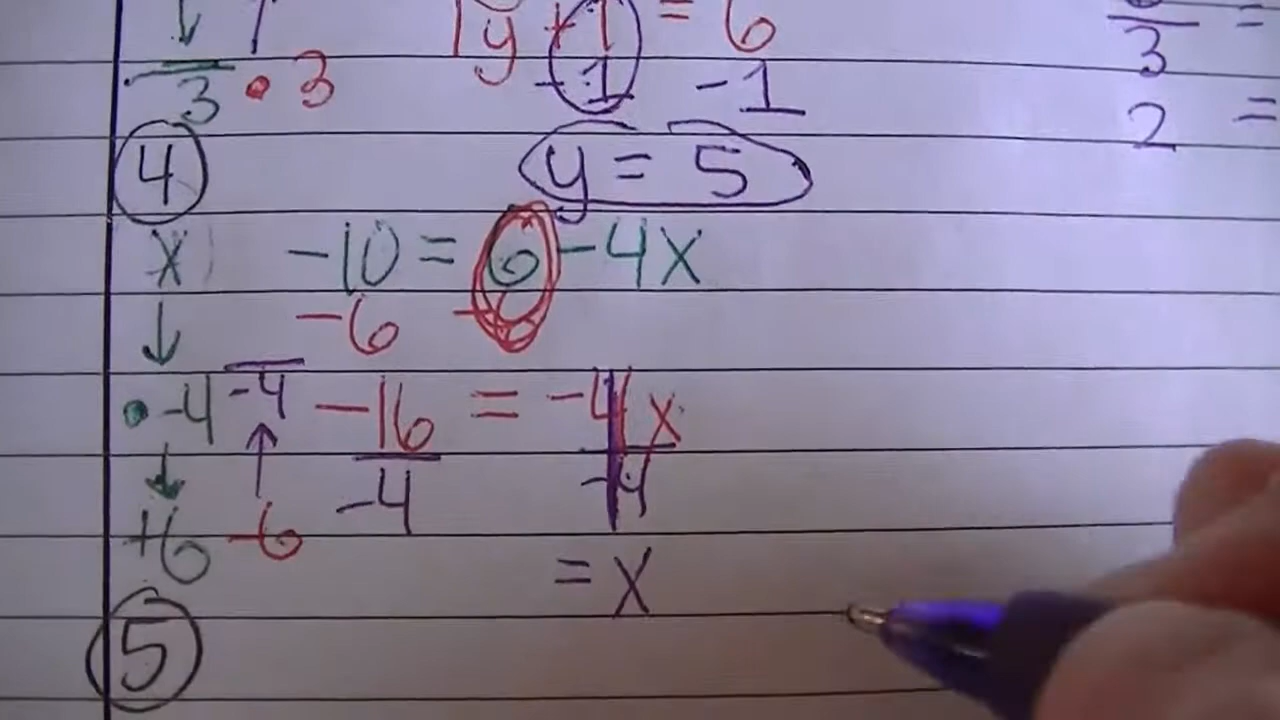 1y + 1 = 6
3 • 3 - 1 - 1
3
2 =
4 y = 5
x -10 = 6 - 4x
-6 -6
• -4 -4 -16 = -4x
-4 -4
+6 -6
= x
5